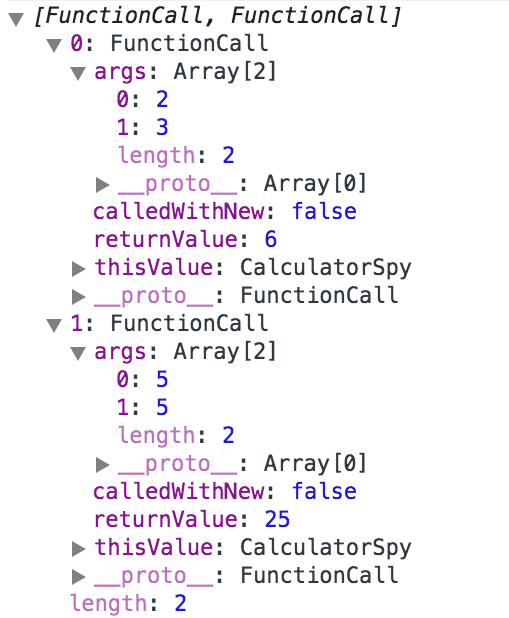 [FunctionCall, FunctionCall]
0: FunctionCall
args: Array[2]
0: 2
1: 3
length: 2
__proto__: Array[0]
calledWithNew: false
returnValue: 6
thisValue: CalculatorSpy
__proto__: FunctionCall
1: FunctionCall
args: Array[2]
0: 5
1: 5
length: 2
__proto__: Array[0]
calledWithNew: false
returnValue: 25
thisValue: CalculatorSpy
__proto__: FunctionCall
length: 2